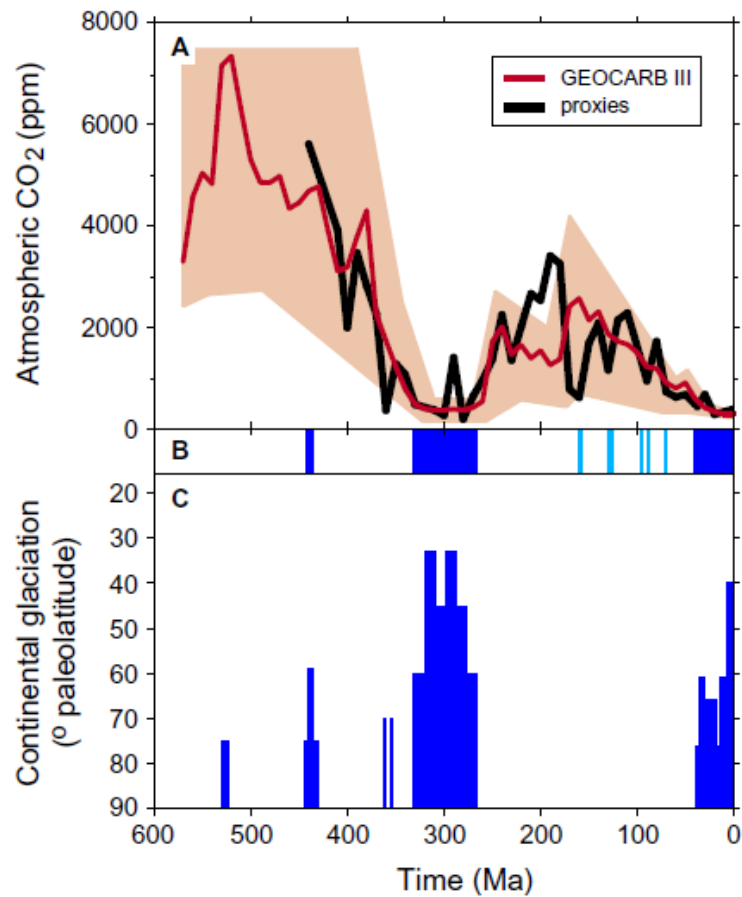 8000
A
GEOCARB III
proxies
6000
4000
2000
0
Atmospheric CO2 (ppm)
B
C
20
30
40
50
60
70
80
90
Continental glaciation
(º paleolatitude)
600
500
400
300
200
100
0
Time (Ma)